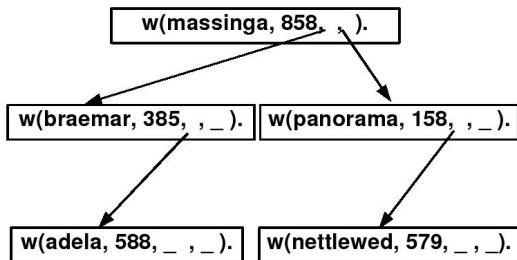 w(massinga, 858, , ).
w(braemar, 385, , _ ).
w(panorama, 158, , _ ).
w(adela, 588, _ , _ ).
w(nettlewed, 579, _ , _ ).